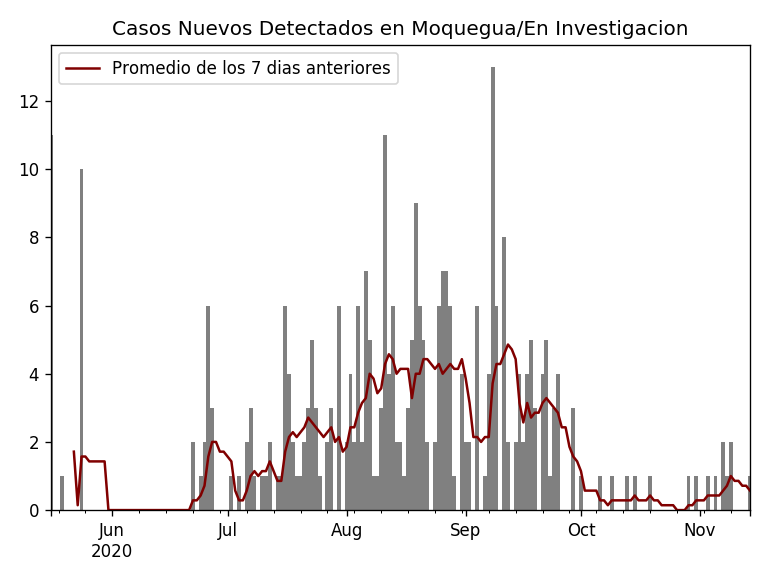 Casos Nuevos Detectados en Moquegua/En Investigacion
Promedio de los 7 dias anteriores
12
10
8
6
4
2
0
Jun Jul Aug Sep Oct Nov
2020